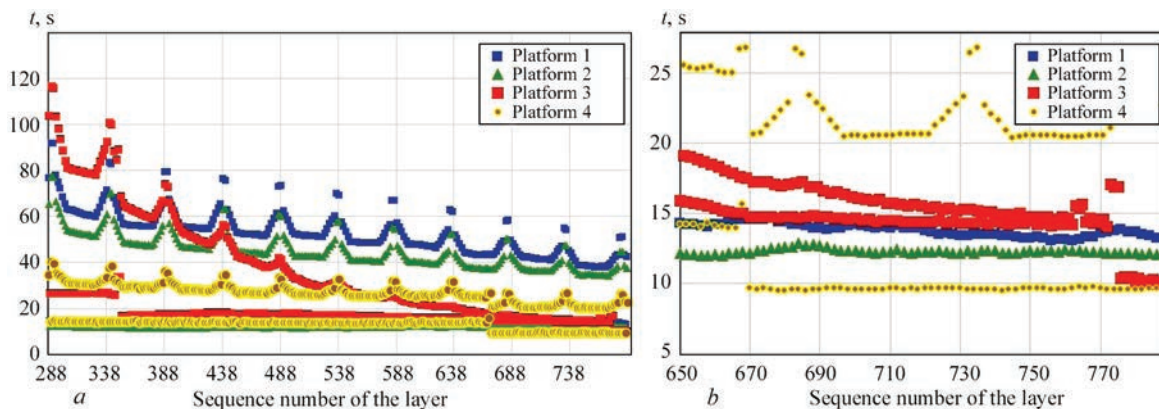 t, s
120
100
80
60
40
20
0
Platform 1
Platform 2
Platform 3
Platform 4
288 338 388 438 488 538 588 638 688 738
a Sequence number of the layer
t, s
25
20
15
10
5
Platform 1
Platform 2
Platform 3
Platform 4
650 670 690 710 730 750 770
Sequence number of the layer b